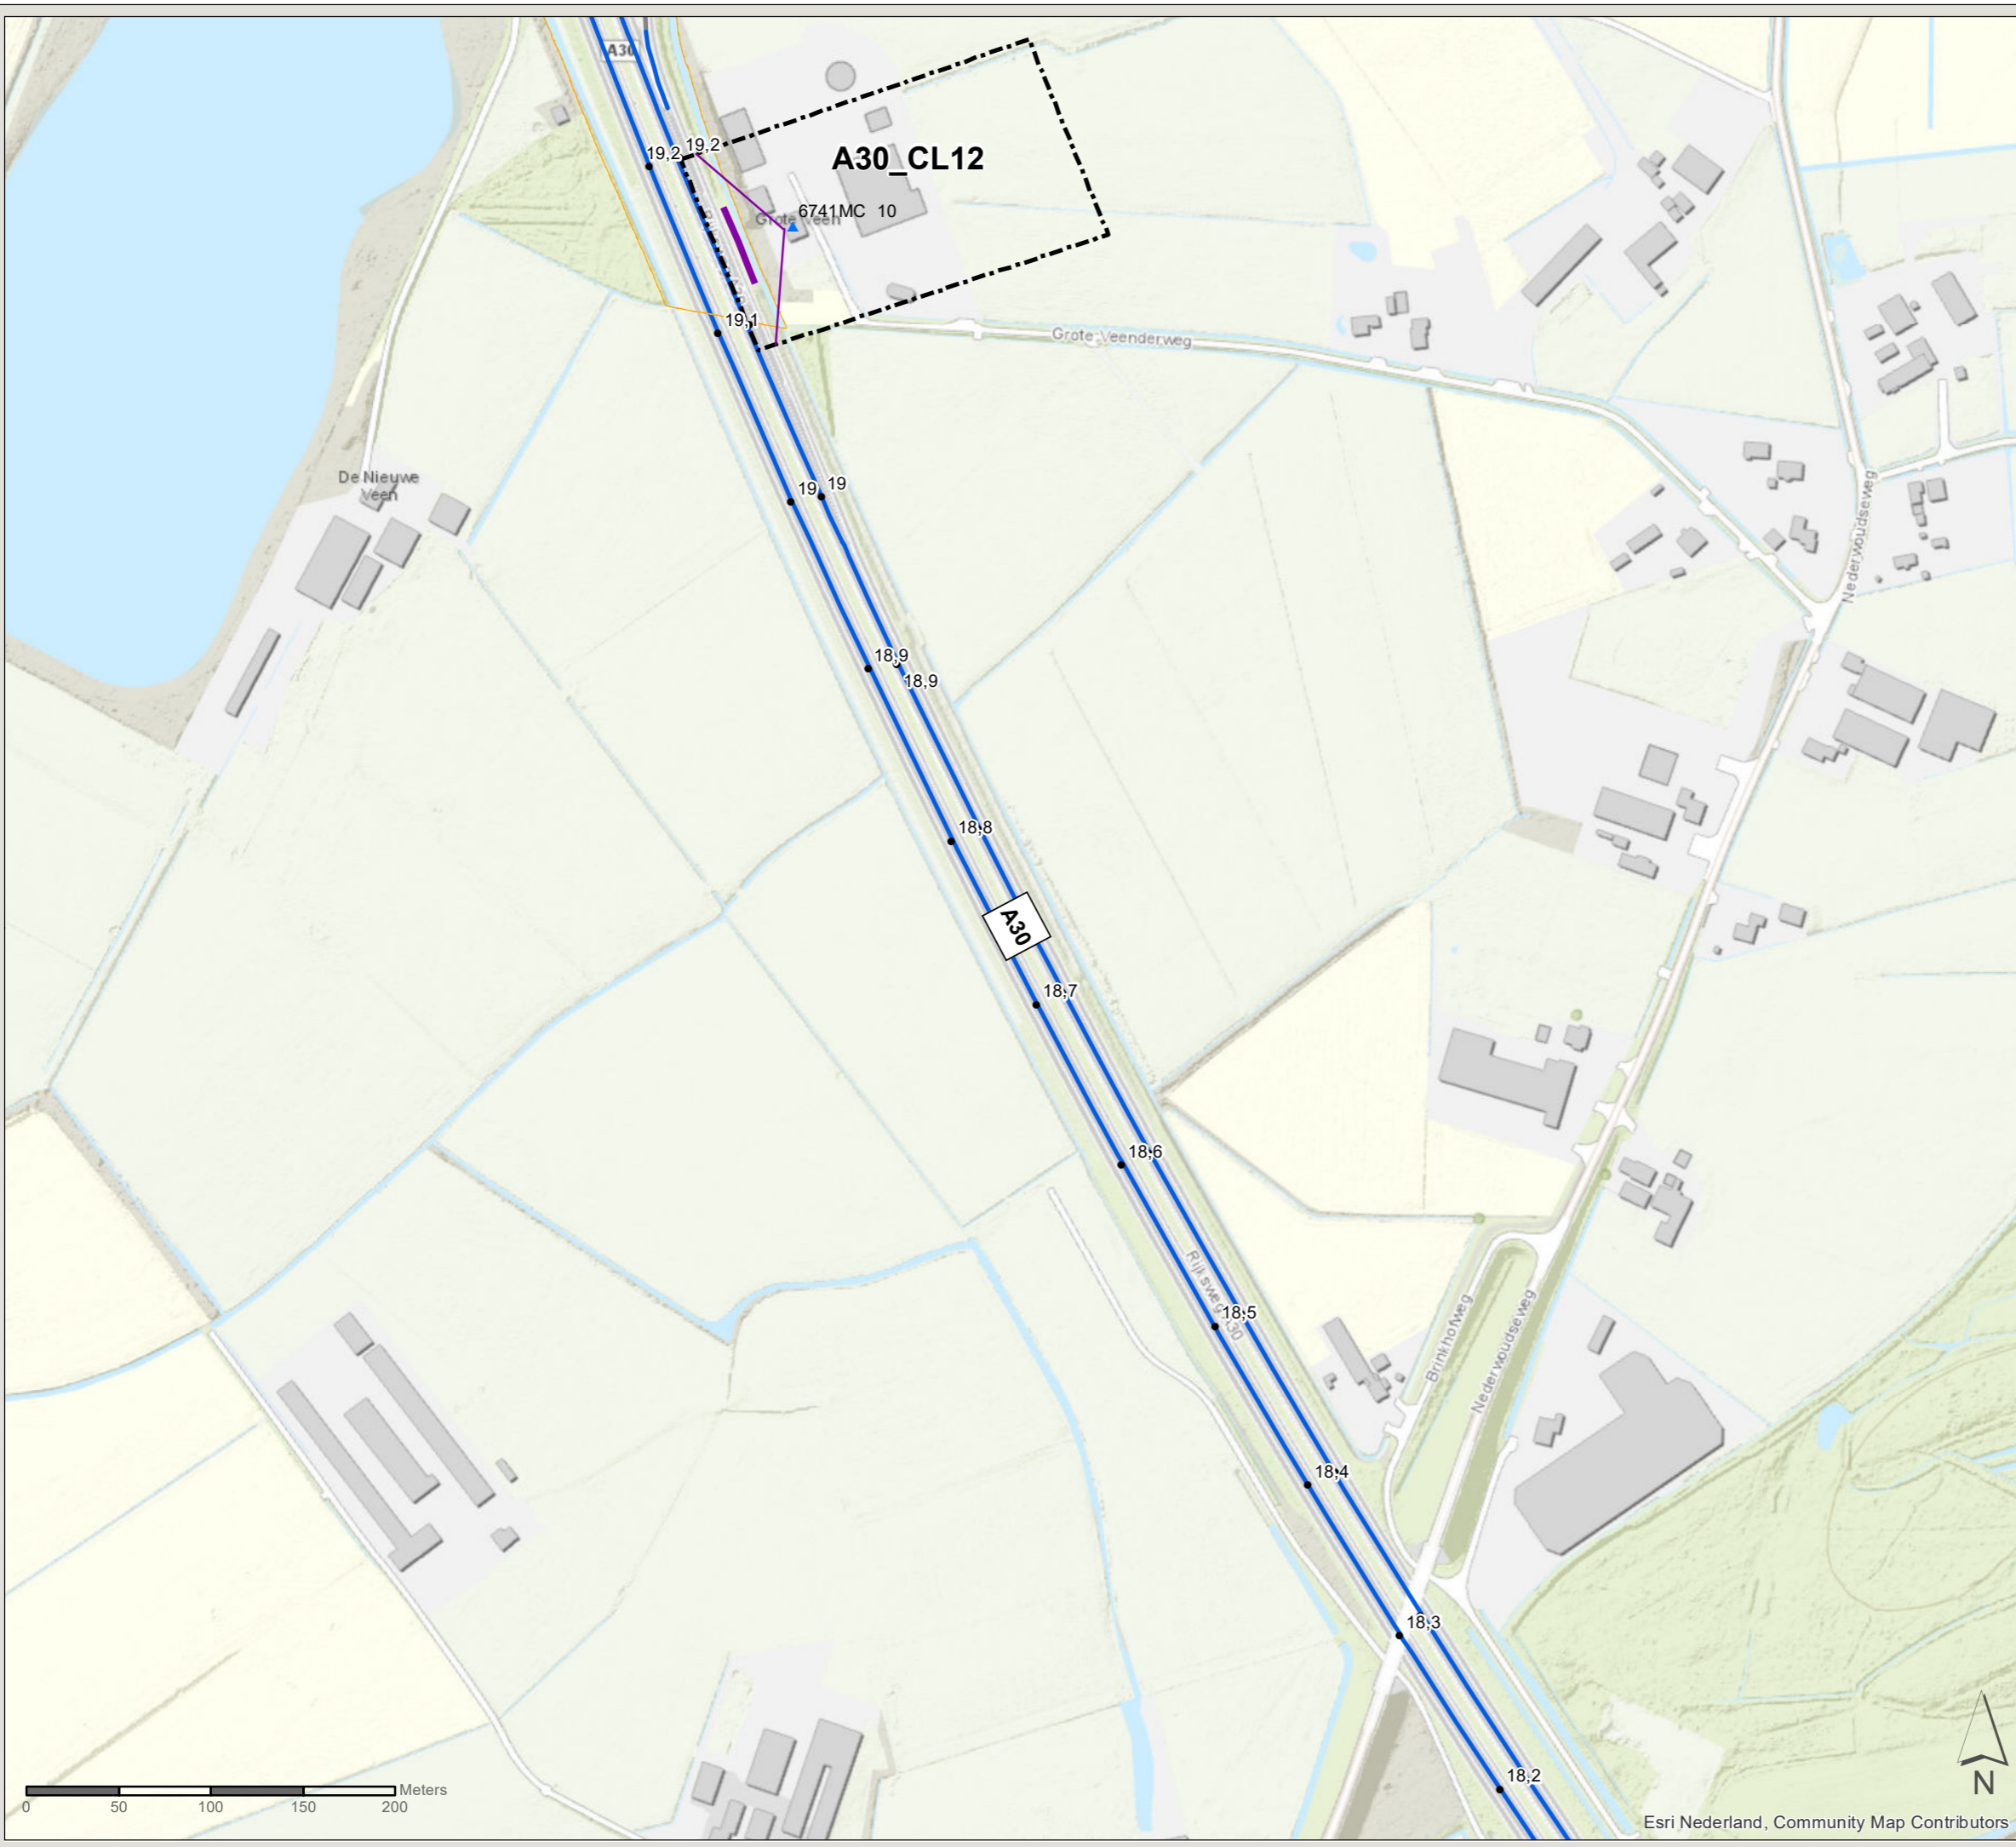 A30
19,2
19,2
A30_CL12
6741MC 10
Grote Veen
19,1
Grote Veenderweg
De Nieuwe
Veen
19
19
Nederwoudseweg
18,9
18,9
18,8
A30
18,7
18,6
Rijksweg A30
18,5
Brinkhofweg
Nederwoudseweg
18,4
18,3
18,2
Meters
0
50
100
150
200
N
Esri Nederland, Community Map Contributors